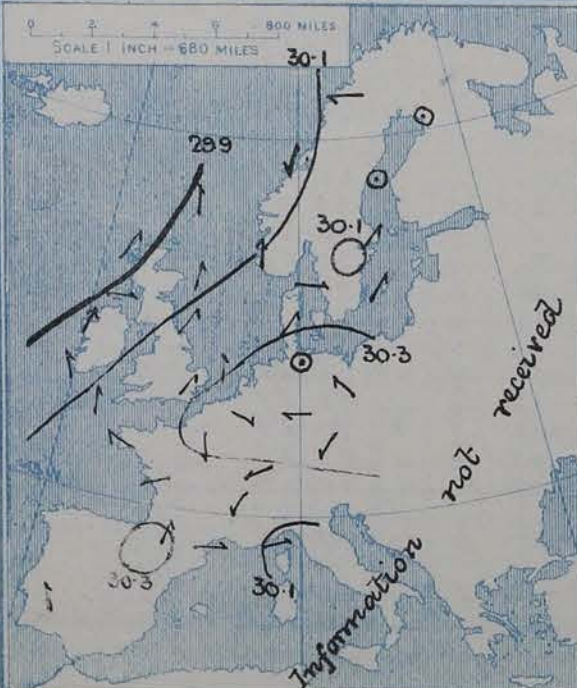 0 2 4 6 800 MILES
SCALE 1 INCH = 680 MILES
30·1
29.9
30·1
30·3
30·3
30·1
Information not received